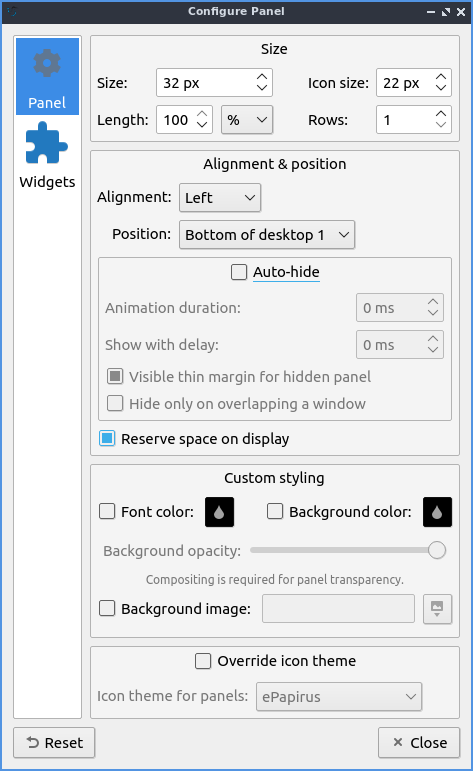 Configure Panel
Panel
Widgets
Size
Size: 32 px Icon size: 22 px
Length: 100 % Rows: 1
Alignment & position
Alignment: Left
Position: Bottom of desktop 1
Auto-hide
Animation duration: 0 ms
Show with delay: 0 ms
Visible thin margin for hidden panel
Hide only on overlapping a window
Reserve space on display
Custom styling
Font color: Background color:
Background opacity:
Compositing is required for panel transparency.
Background image:
Override icon theme
Icon theme for panels: ePapirus
Reset Close